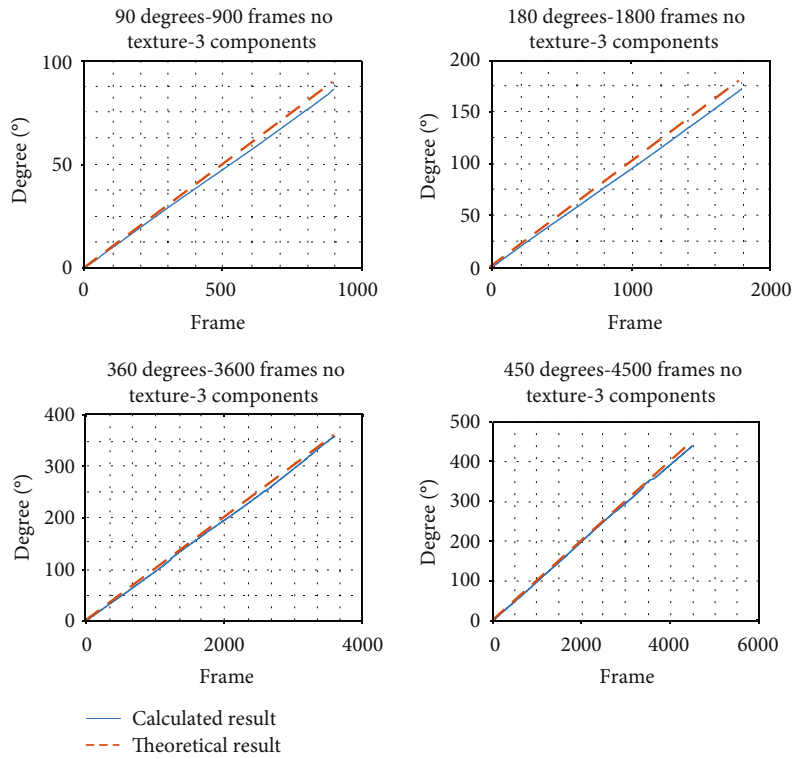 90 degrees-900 frames no
texture-3 components
100
50
0
0
500
1000
Degree (°)
Frame
180 degrees-1800 frames no
texture-3 components
200
150
100
50
0
0
1000
2000
Degree (°)
Frame
360 degrees-3600 frames no
texture-3 components
400
300
200
100
0
0
2000
4000
Degree (°)
Frame
450 degrees-4500 frames no
texture-3 components
500
400
300
200
100
0
0
2000
4000
6000
Degree (°)
Frame
Calculated result
Theoretical result